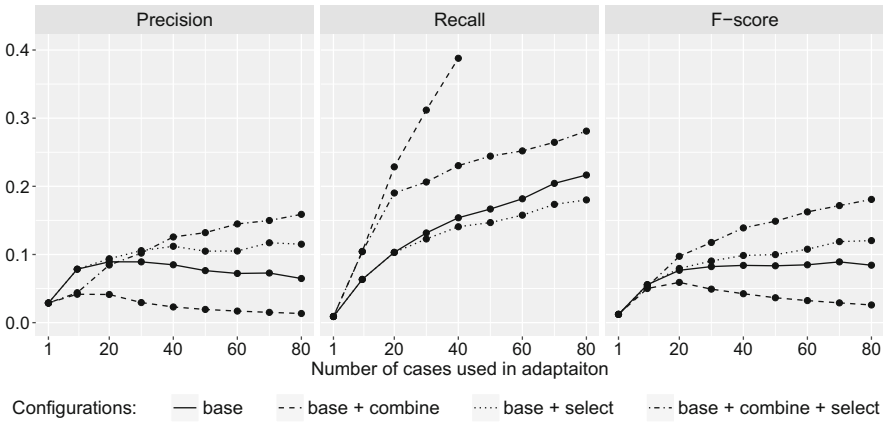 Precision Recall F−score
0.4
0.3
0.2
0.1
0.0
1 20 40 60 80 1 20 40 60 80 1 20 40 60 80
Number of cases used in adaptaiton
Configurations: base base + combine base + select base + combine + select